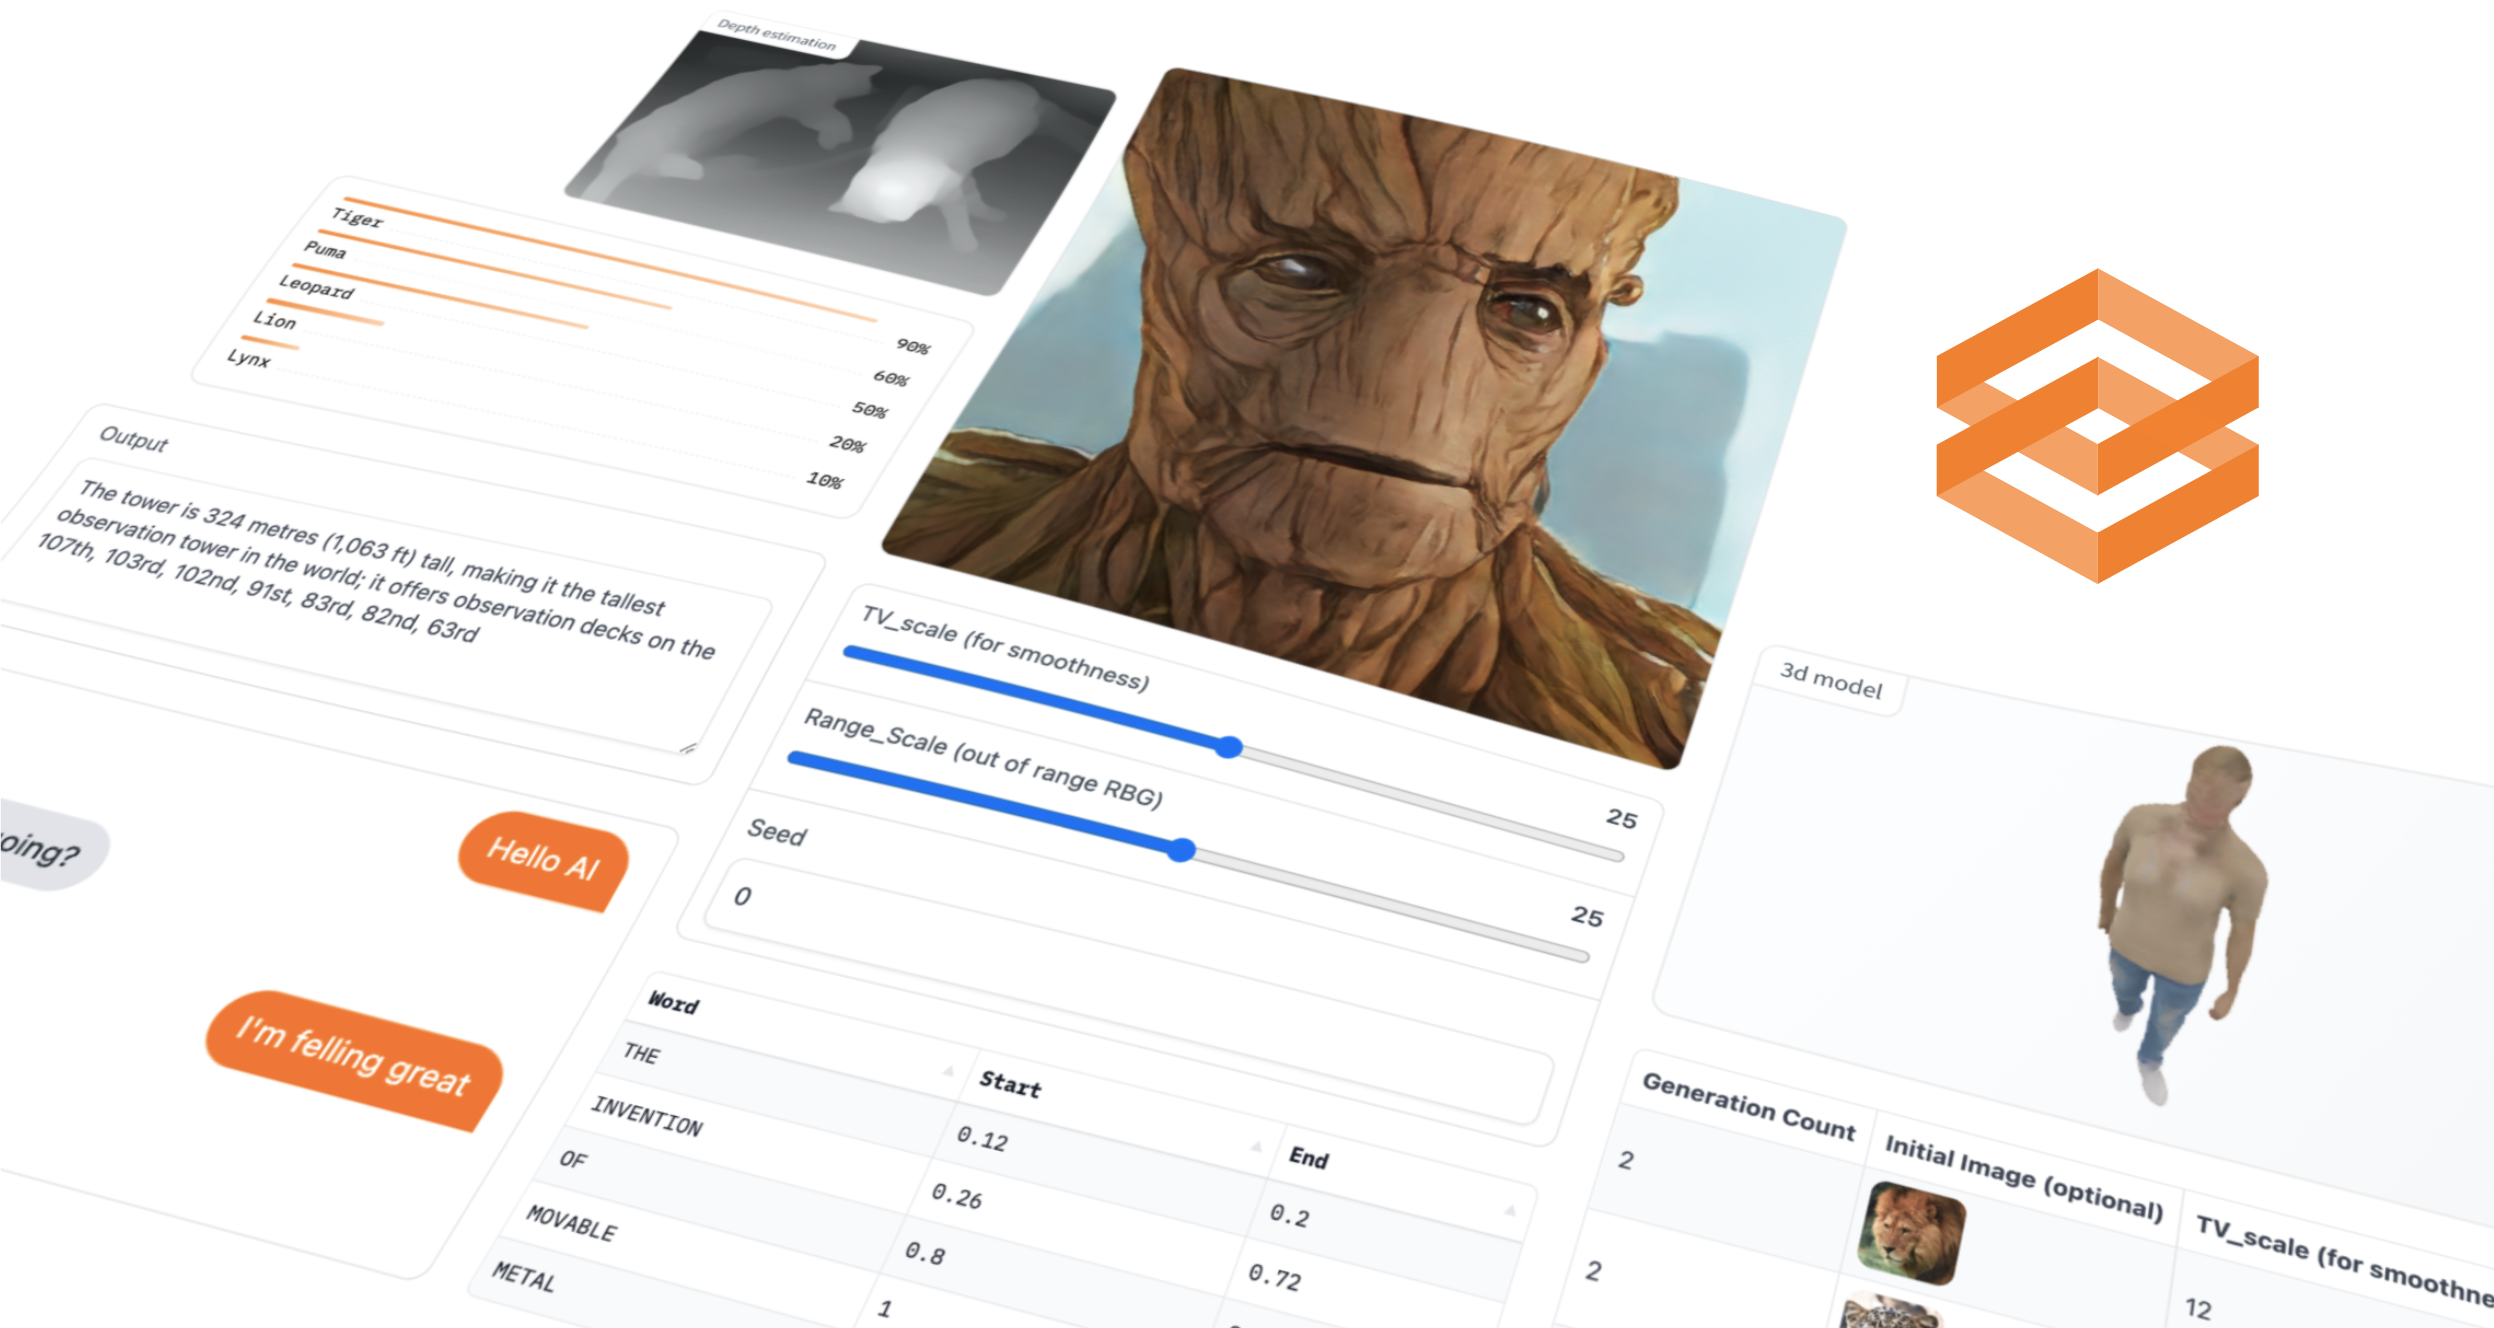 Depth estimation
Tiger
90%
Puma
60%
Leopard
50%
Lion
20%
Lynx
10%
Output
The tower is 324 metres (1,063 ft) tall, making it the tallest
observation tower in the world; it offers observation decks on the
107th, 103rd, 102nd, 91st, 83rd, 82nd, 63rd
Hello AI
oing?
I'm felling great
TV_scale (for smoothness)
25
Range_Scale (out of range RBG)
25
Seed
0
Word Start End
THE 0.12 0.2
INVENTION 0.26 0.72
OF 0.8
MOVABLE 1
METAL
3d model
Generation Count Initial Image (optional) TV_scale (for smoothne
2 12
2